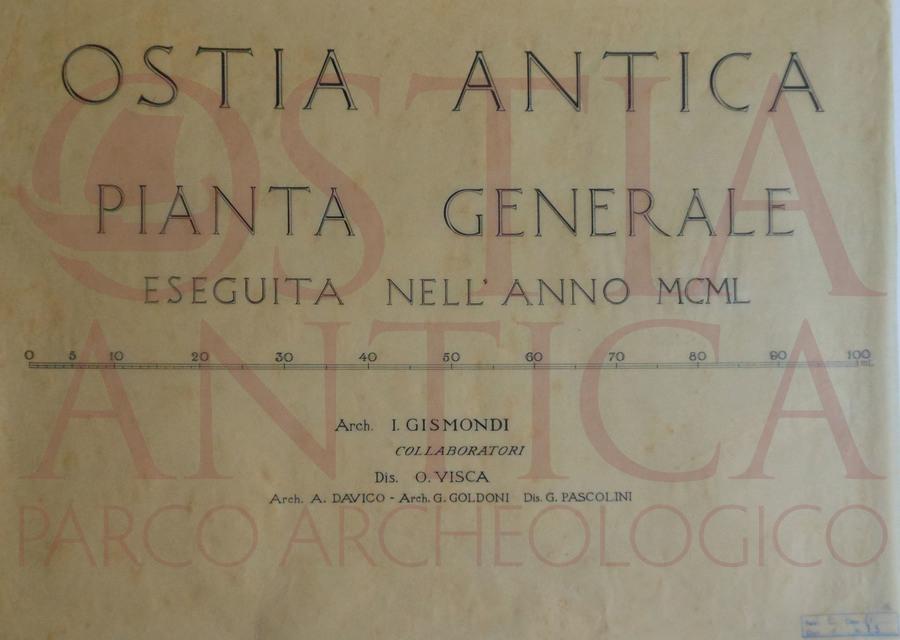 OSTIA ANTICA
PIANTA GENERALE
ESEGUITA NELL' ANNO MCML
0 5 10 20 30 40 50 60 70 80 90 100 mt.
Arch. I. GISMONDI
COLLABORATORI
Dis. O. VISCA
Arch. A. DAVICO - Arch. G. GOLDONI Dis. G. PASCOLINI
OSTIA
ANTICA
PARCO ARCHEOLOGICO